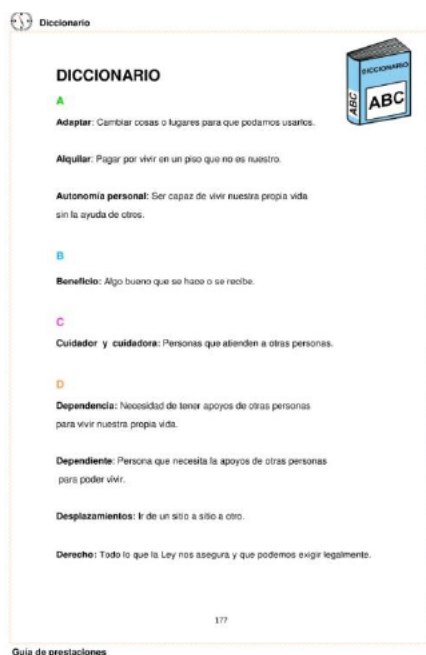 Diccionario
DICCIONARIO
DICCIONARIO
ABC
ABC
A
Adaptar: Cambiar cosas o lugares para que podamos usarlos.
Alquilar: Pagar por vivir en un piso que no es nuestro.
Autonomía personal: Ser capaz de vivir nuestra propia vida
sin la ayuda de otros.
B
Beneficio: Algo bueno que se hace o se recibe.
C
Cuidador y cuidadora: Personas que atienden a otras personas.
D
Dependencia: Necesidad de tener apoyos de otras personas
para vivir nuestra propia vida.
Dependiente: Persona que necesita la apoyos de otras personas
para poder vivir.
Desplazamientos: Ir de un sitio a sitio a otro.
Derecho: Todo lo que la Ley nos asegura y que podemos exigir legalmente.
177
Guía de prestaciones